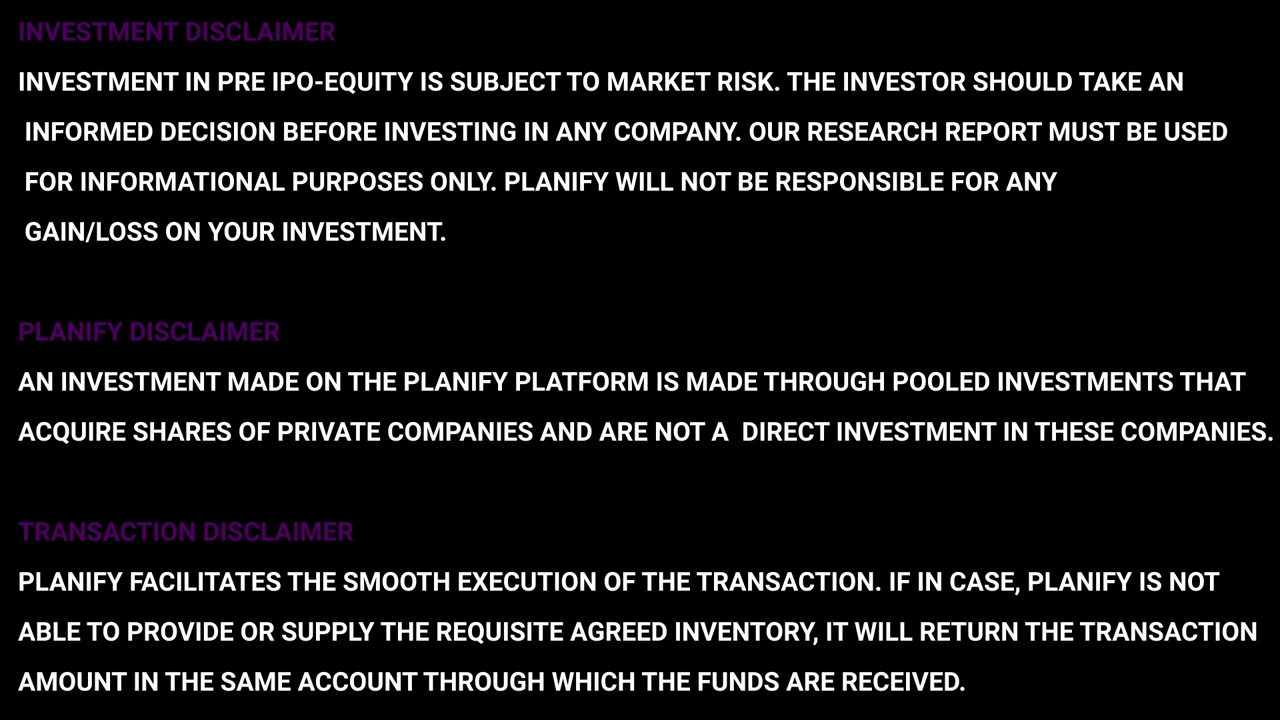 INVESTMENT DISCLAIMER
INVESTMENT IN PRE IPO-EQUITY IS SUBJECT TO MARKET RISK. THE INVESTOR SHOULD TAKE AN
INFORMED DECISION BEFORE INVESTING IN ANY COMPANY. OUR RESEARCH REPORT MUST BE USED
FOR INFORMATIONAL PURPOSES ONLY. PLANIFY WILL NOT BE RESPONSIBLE FOR ANY
GAIN/LOSS ON YOUR INVESTMENT.
PLANIFY DISCLAIMER
AN INVESTMENT MADE ON THE PLANIFY PLATFORM IS MADE THROUGH POOLED INVESTMENTS THAT
ACQUIRE SHARES OF PRIVATE COMPANIES AND ARE NOT A DIRECT INVESTMENT IN THESE COMPANIES.
TRANSACTION DISCLAIMER
PLANIFY FACILITATES THE SMOOTH EXECUTION OF THE TRANSACTION. IF IN CASE, PLANIFY IS NOT
ABLE TO PROVIDE OR SUPPLY THE REQUISITE AGREED INVENTORY, IT WILL RETURN THE TRANSACTION
AMOUNT IN THE SAME ACCOUNT THROUGH WHICH THE FUNDS ARE RECEIVED.